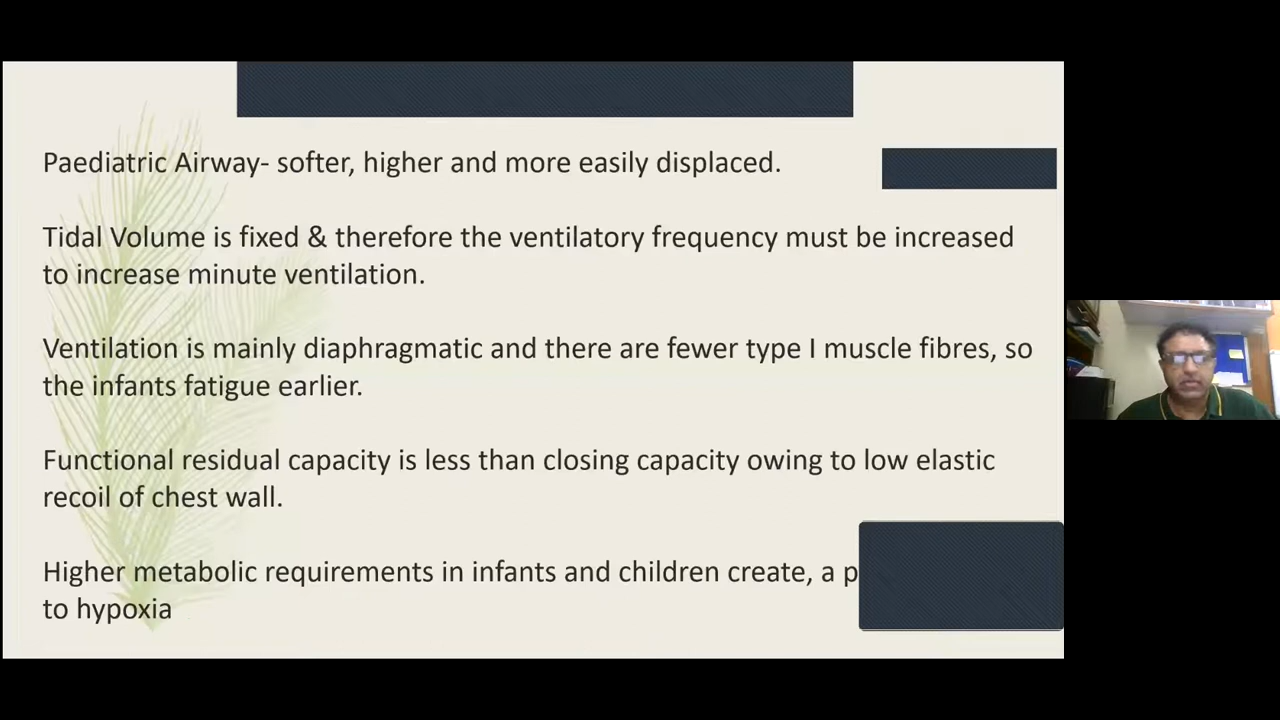 Paediatric Airway- softer, higher and more easily displaced.
Tidal Volume is fixed & therefore the ventilatory frequency must be increased
to increase minute ventilation.
Ventilation is mainly diaphragmatic and there are fewer type I muscle fibres, so
the infants fatigue earlier.
Functional residual capacity is less than closing capacity owing to low elastic
recoil of chest wall.
Higher metabolic requirements in infants and children create, a p
to hypoxia